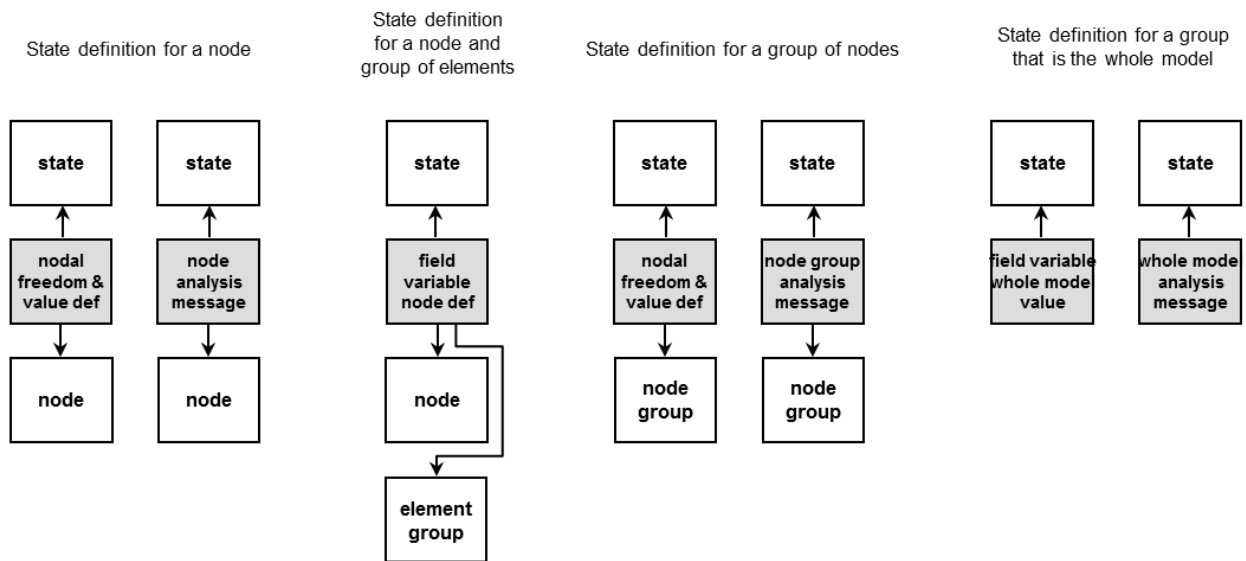 State definition for a node
State definition
for a node and
group of elements
State definition for a group of nodes
State definition for a group
that is the whole model
state
state
state
state
state
state
state
nodal
freedom &
value def
node
analysis
message
field
variable
node def
nodal
freedom &
value def
node group
analysis
message
field variable
whole model
value
whole mode
analysis
message
node
node
node
node
group
node
group
element
group